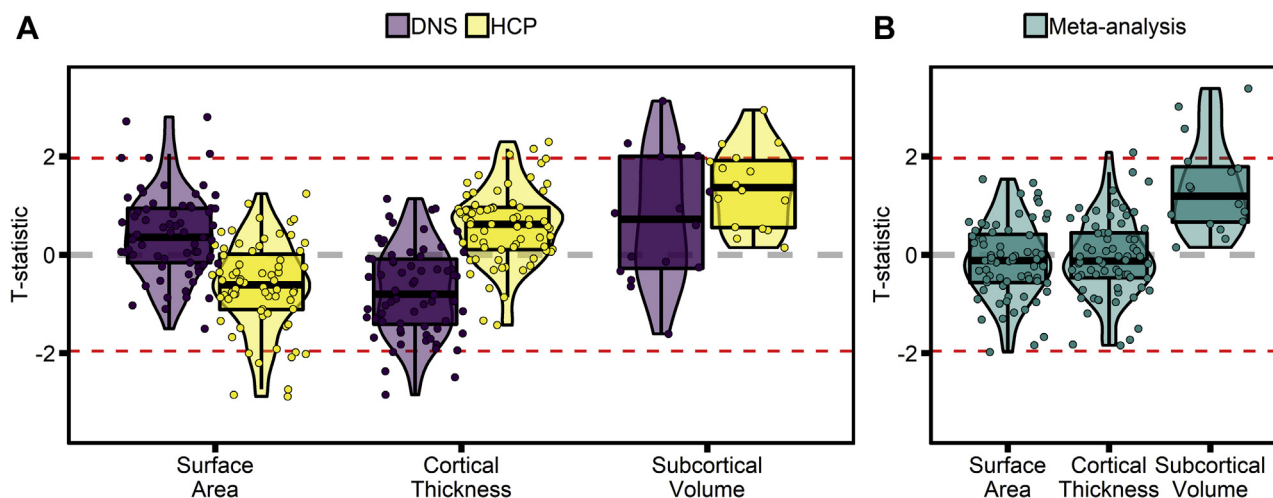 A
DNS HCP
T-statistic
2
0
-2
Surface
Area
Cortical
Thickness
Subcortical
Volume
B
Meta-analysis
T-statistic
2
0
-2
Surface
Area
Cortical
Thickness
Subcortical
Volume